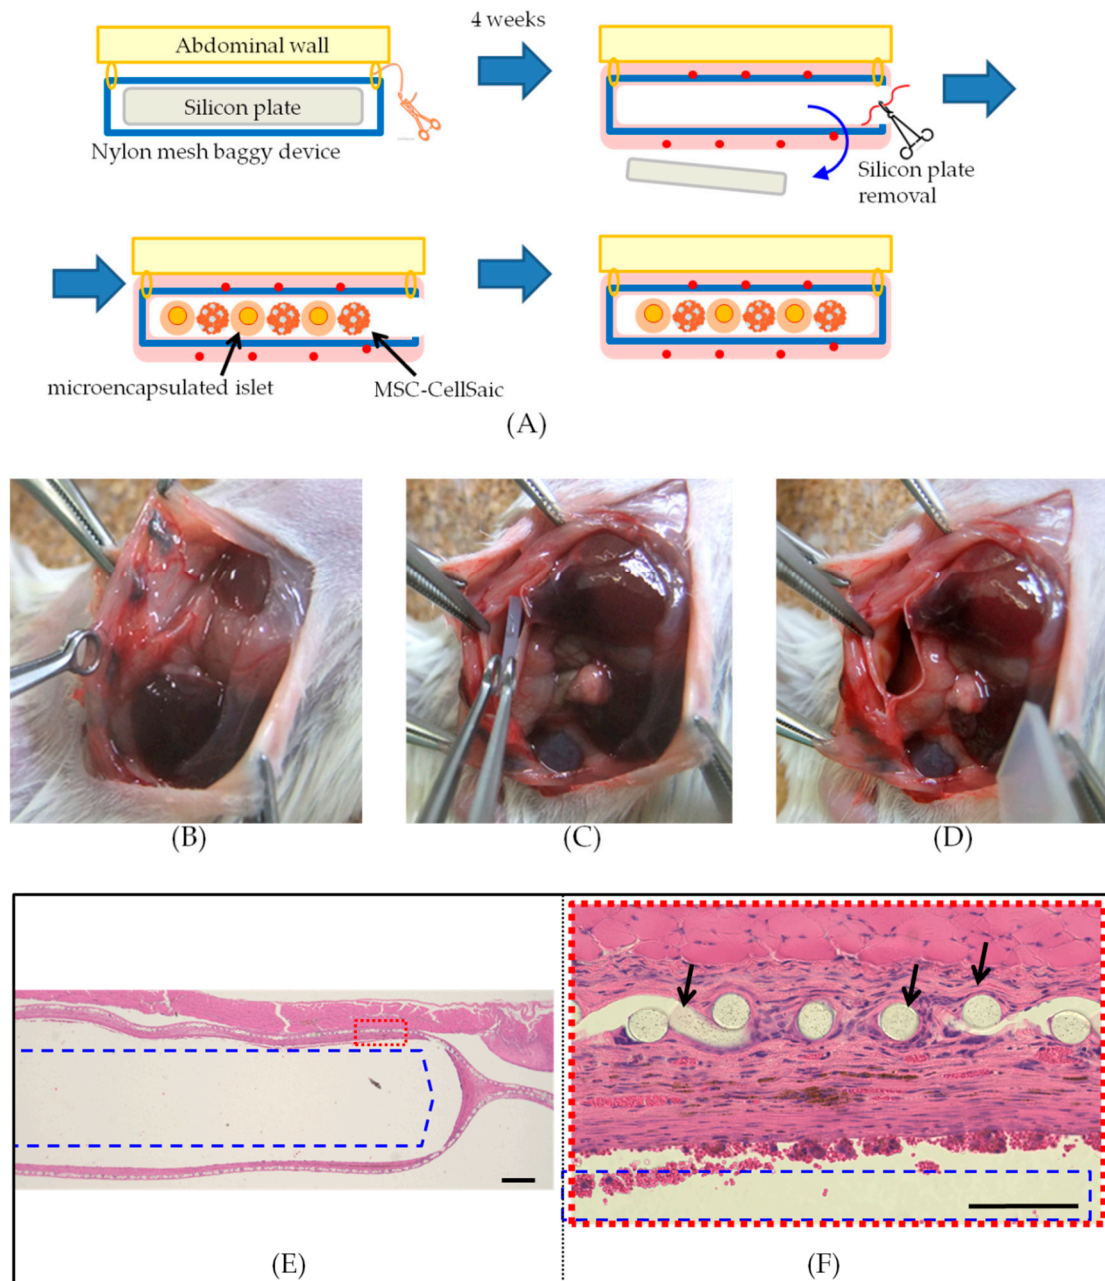 4 weeks
Abdominal wall
Silicon plate
Nylon mesh baggy device
Silicon plate
removal
microencapsulated islet
MSC-CellSaic
(A)
(B)
(C)
(D)
(E)
(F)